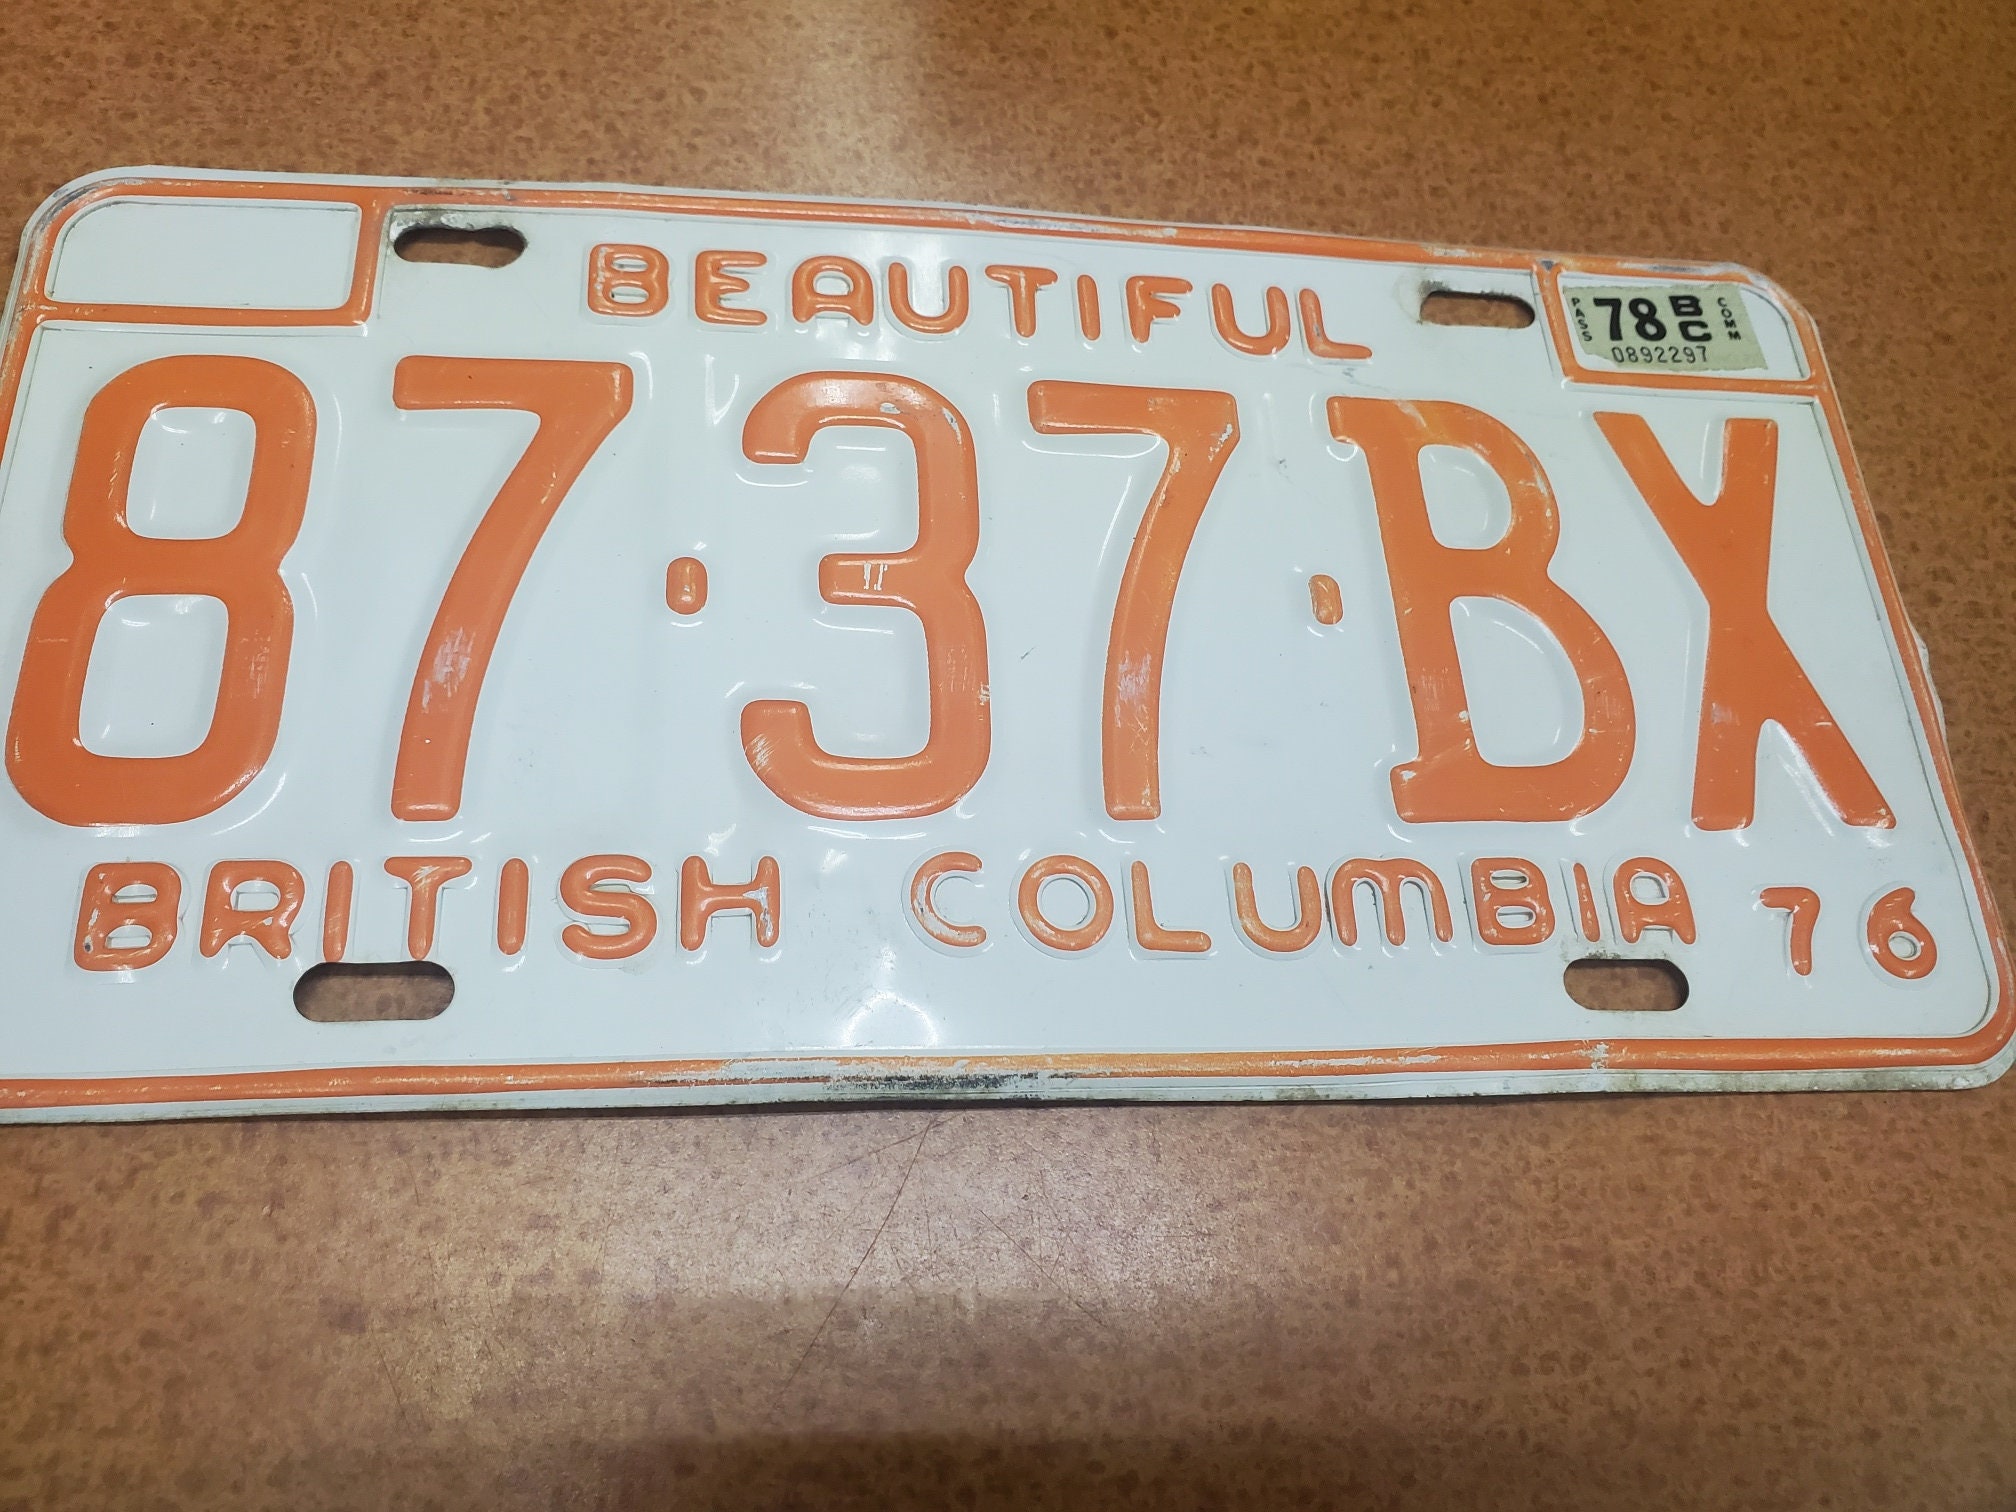 BEAUTIFUL
PASS 78 BC COMM
0892297
87·37·BX
BRITISH COLUMBIA 76